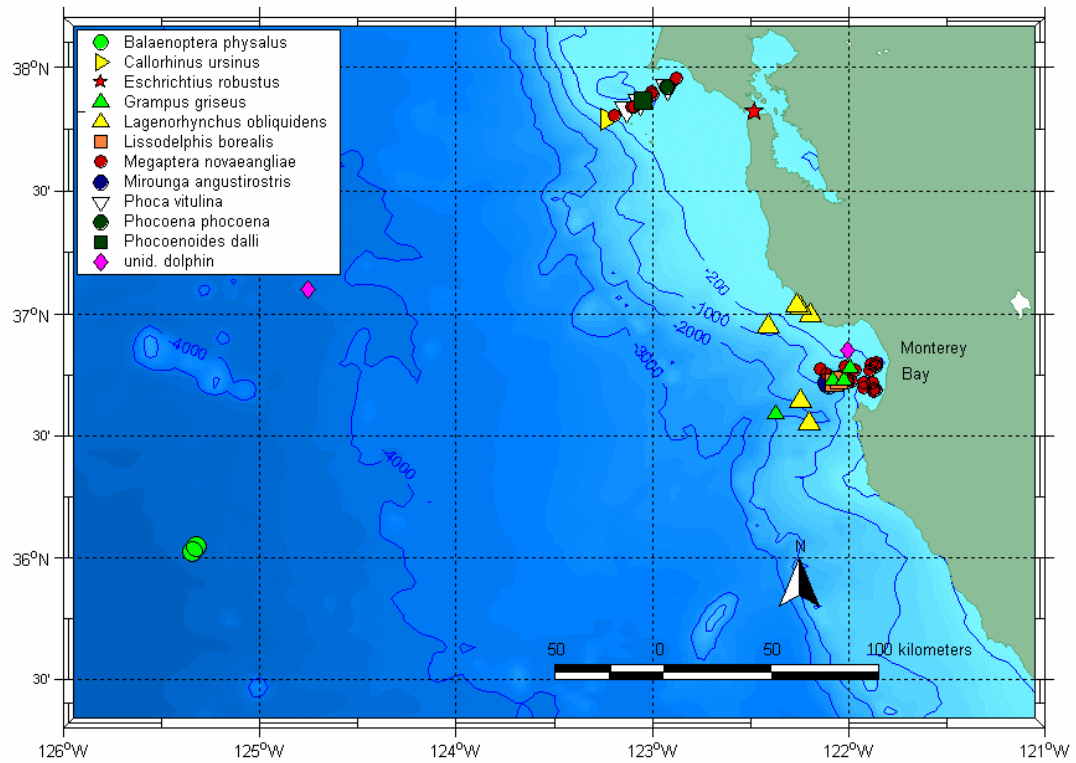 Balaenoptera physalus
Callorhinus ursinus
Eschrichtius robustus
Grampus griseus
Lagenorhynchus obliquidens
Lissodelphis borealis
Megaptera novaeangliae
Mirounga angustirostris
Phoca vitulina
Phocoena phocoena
Phocoenoides dalli
unid. dolphin
38°N
30'
37°N
30'
36°N
30'
-200
-1000
-2000
-3000
-4000
-4000
Monterey
Bay
N
50 0 50 100 kilometers
126°W 125°W 124°W 123°W 122°W 121°W